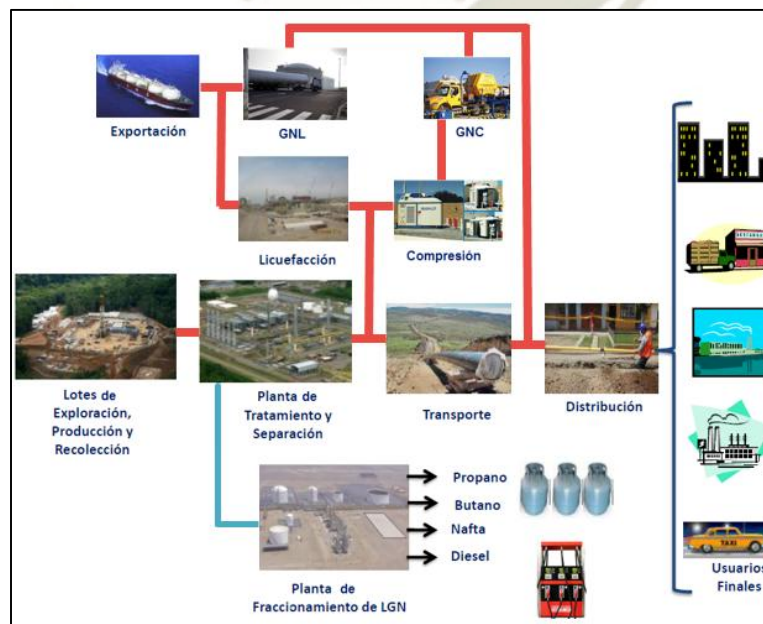 Exportación
GNL
GNC
Licuefacción
Compresión
Lotes de
Exploración,
Producción y
Recolección
Planta de
Tratamiento y
Separación
Transporte
Distribución
Propano
Butano
Nafta
Diesel
Planta de
Fraccionamiento de LGN
TAXI
Usuarios
Finales